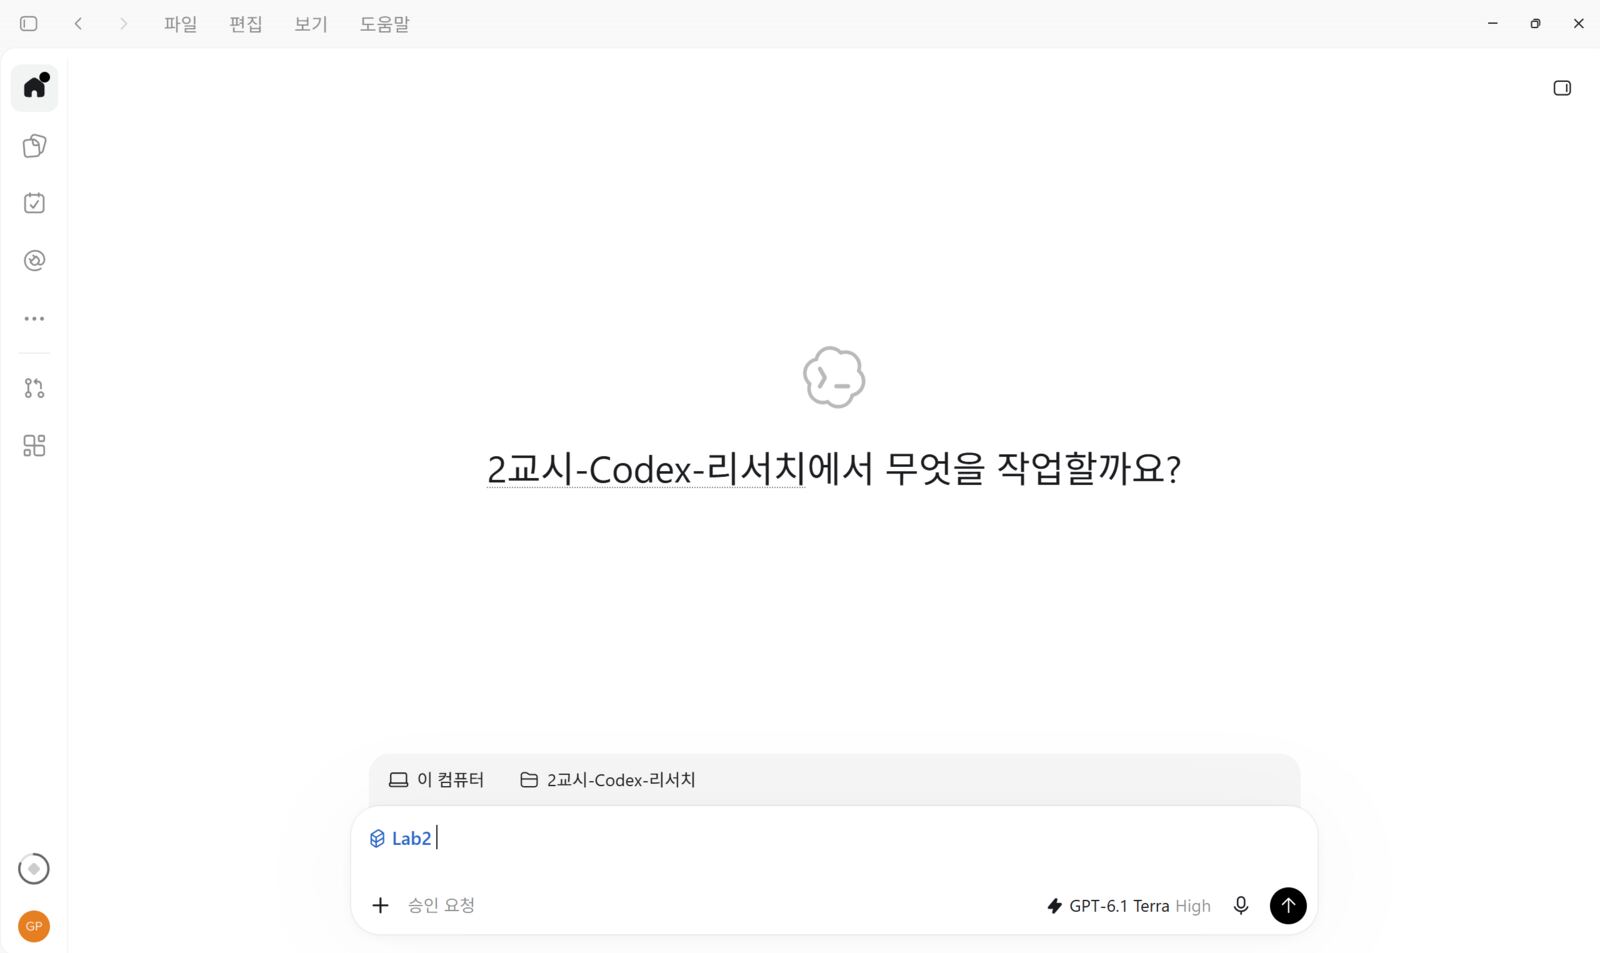 파일 편집 보기 도움말
2교시-Codex-리서치에서 무엇을 작업할까요?
이 컴퓨터 2교시-Codex-리서치
Lab2
승인 요청 GPT-6.1 Terra High
GP